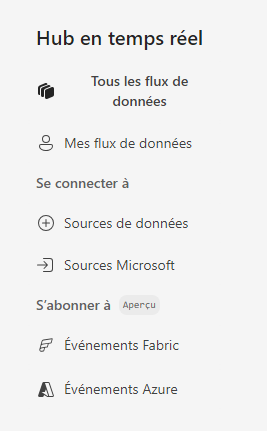 Hub en temps réel
Tous les flux de
données
Mes flux de données
Se connecter à
Sources de données
Sources Microsoft
S’abonner à Aperçu
Événements Fabric
Événements Azure